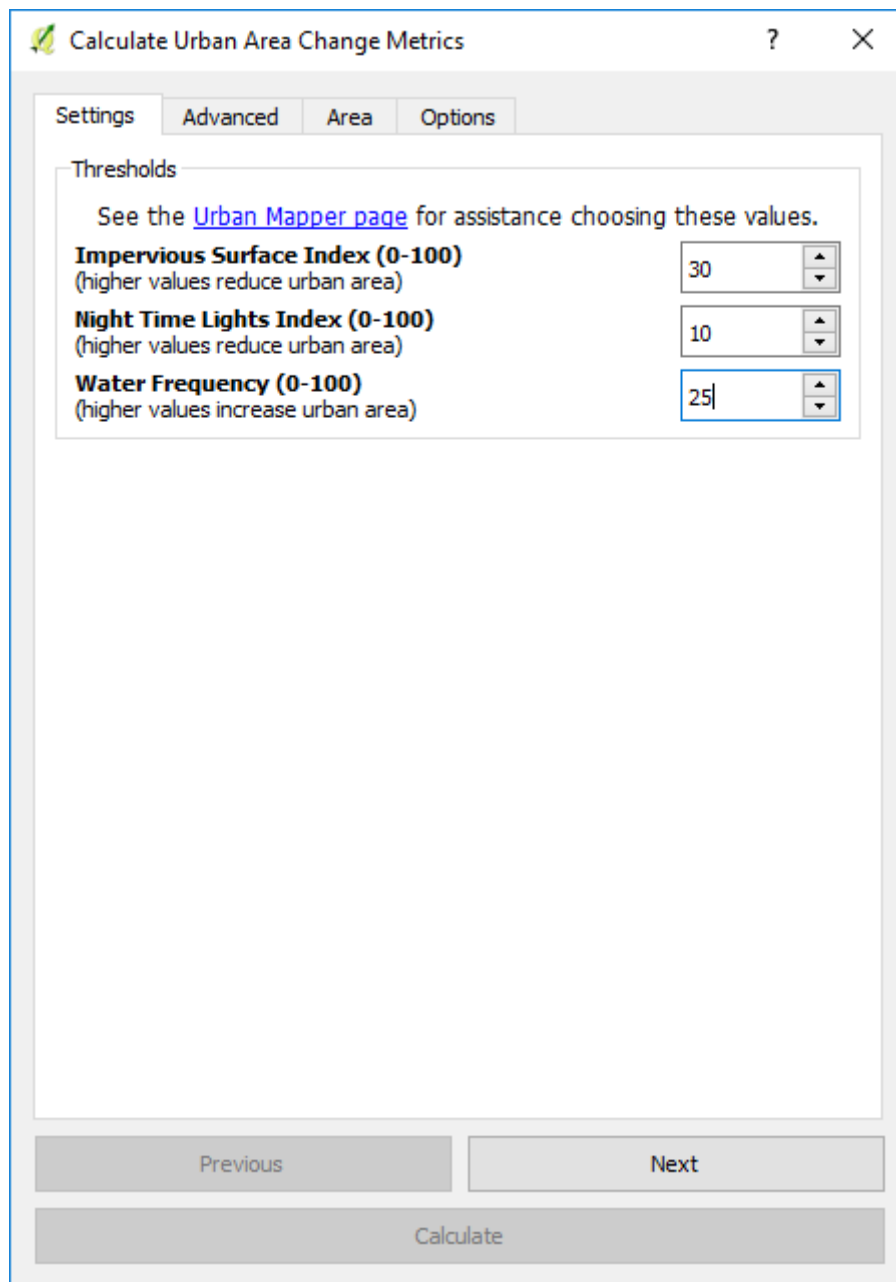 Calculate Urban Area Change Metrics ?
Settings Advanced Area Options
Thresholds
See the Urban Mapper page for assistance choosing these values.
Impervious Surface Index (0-100)
(higher values reduce urban area)
30
Night Time Lights Index (0-100)
(higher values reduce urban area)
10
Water Frequency (0-100)
(higher values increase urban area)
25
Previous Next
Calculate